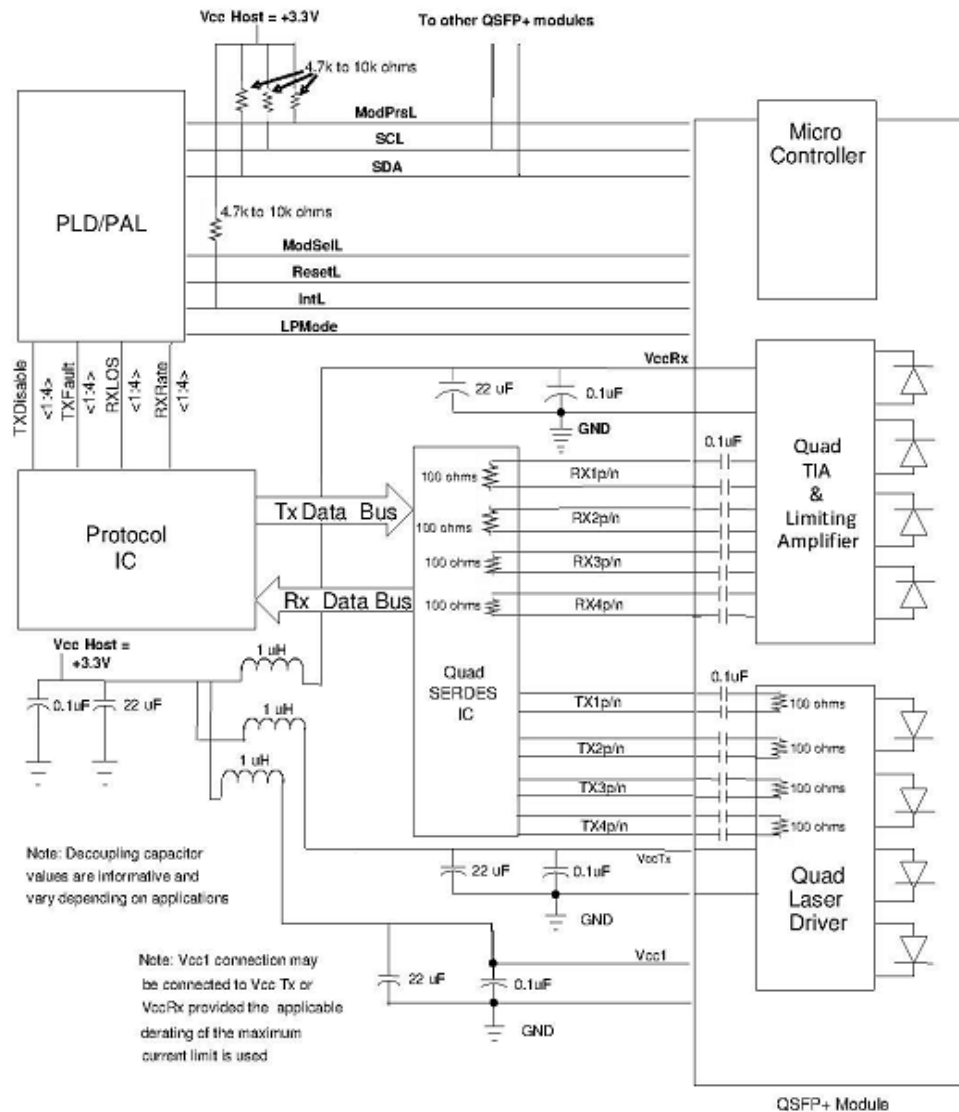 Vcc Host = +3.3V
To other QSFP+ modules
4.7k to 10k ohms
ModPrsL
SCL
SDA
Micro
Controller
PLD/PAL
4.7k to 10k ohms
ModSelL
ResetL
IntL
LPMode
TXDisable
<1:4>
TXFault
<1:4>
RXLOS
<1:4>
RXRate
<1:4>
VccRx
22 uF
0.1uF
GND
0.1uF
Quad
TIA
&
Limiting
Amplifier
100 ohms
RX1p/n
100 ohms
RX2p/n
100 ohms
RX3p/n
100 ohms
RX4p/n
Protocol
IC
Tx Data Bus
Rx Data Bus
Vcc Host =
+3.3V
0.1uF
22 uF
1 uH
1 uH
1 uH
Quad
SERDES
IC
0.1uF
TX1p/n
100 ohms
TX2p/n
100 ohms
TX3p/n
100 ohms
TX4p/n
100 ohms
VccTx
22 uF
0.1uF
GND
Quad
Laser
Driver
Note: Decoupling capacitor
values are informative and
vary depending on applications
Note: Vcc1 connection may
be connected to Vcc Tx or
VccRx provided the applicable
derating of the maximum
current limit is used
Vcc1
22 uF
0.1uF
GND
QSFP+ Module